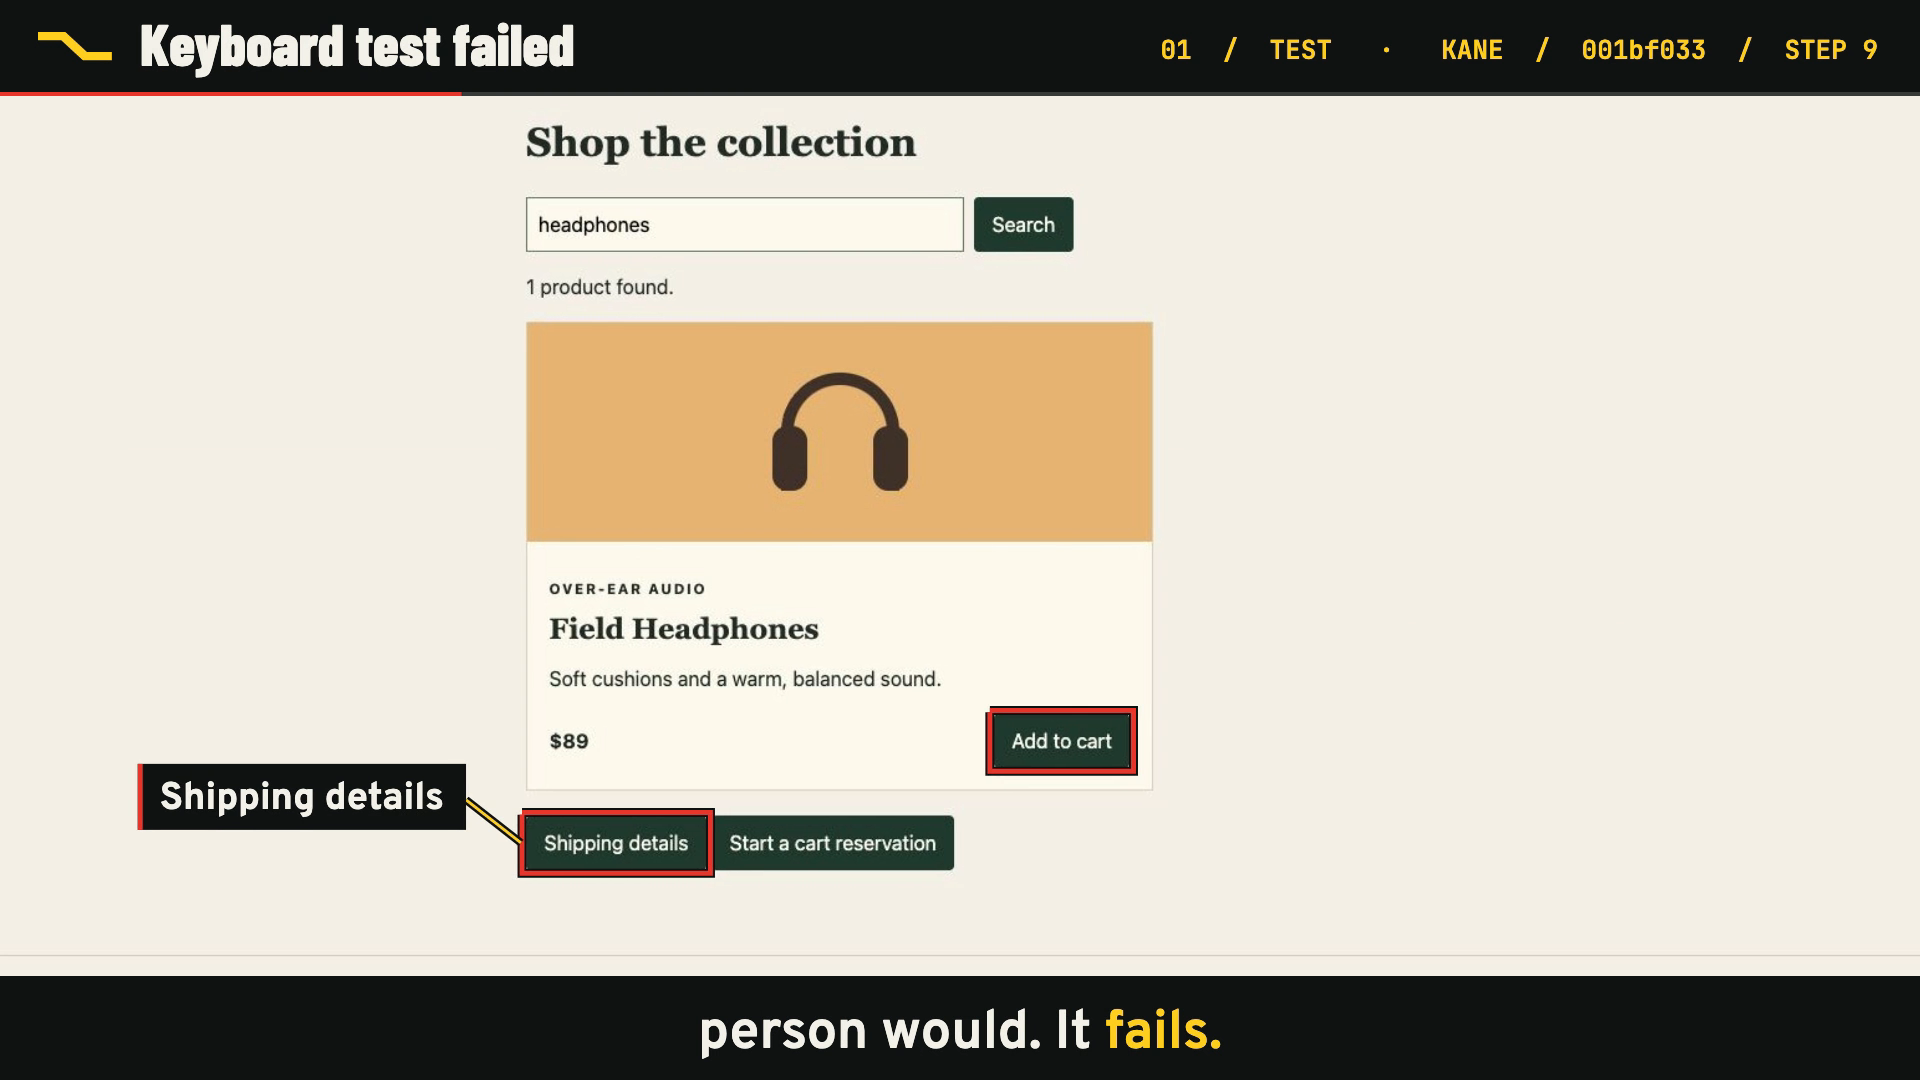 Keyboard test failed
01 / TEST · KANE / 001bf033 / STEP 9
Shop the collection
headphones
Search
1 product found.
OVER-EAR AUDIO
Field Headphones
Soft cushions and a warm, balanced sound.
$89
Add to cart
Shipping details
Shipping details
Start a cart reservation
person would. It fails.